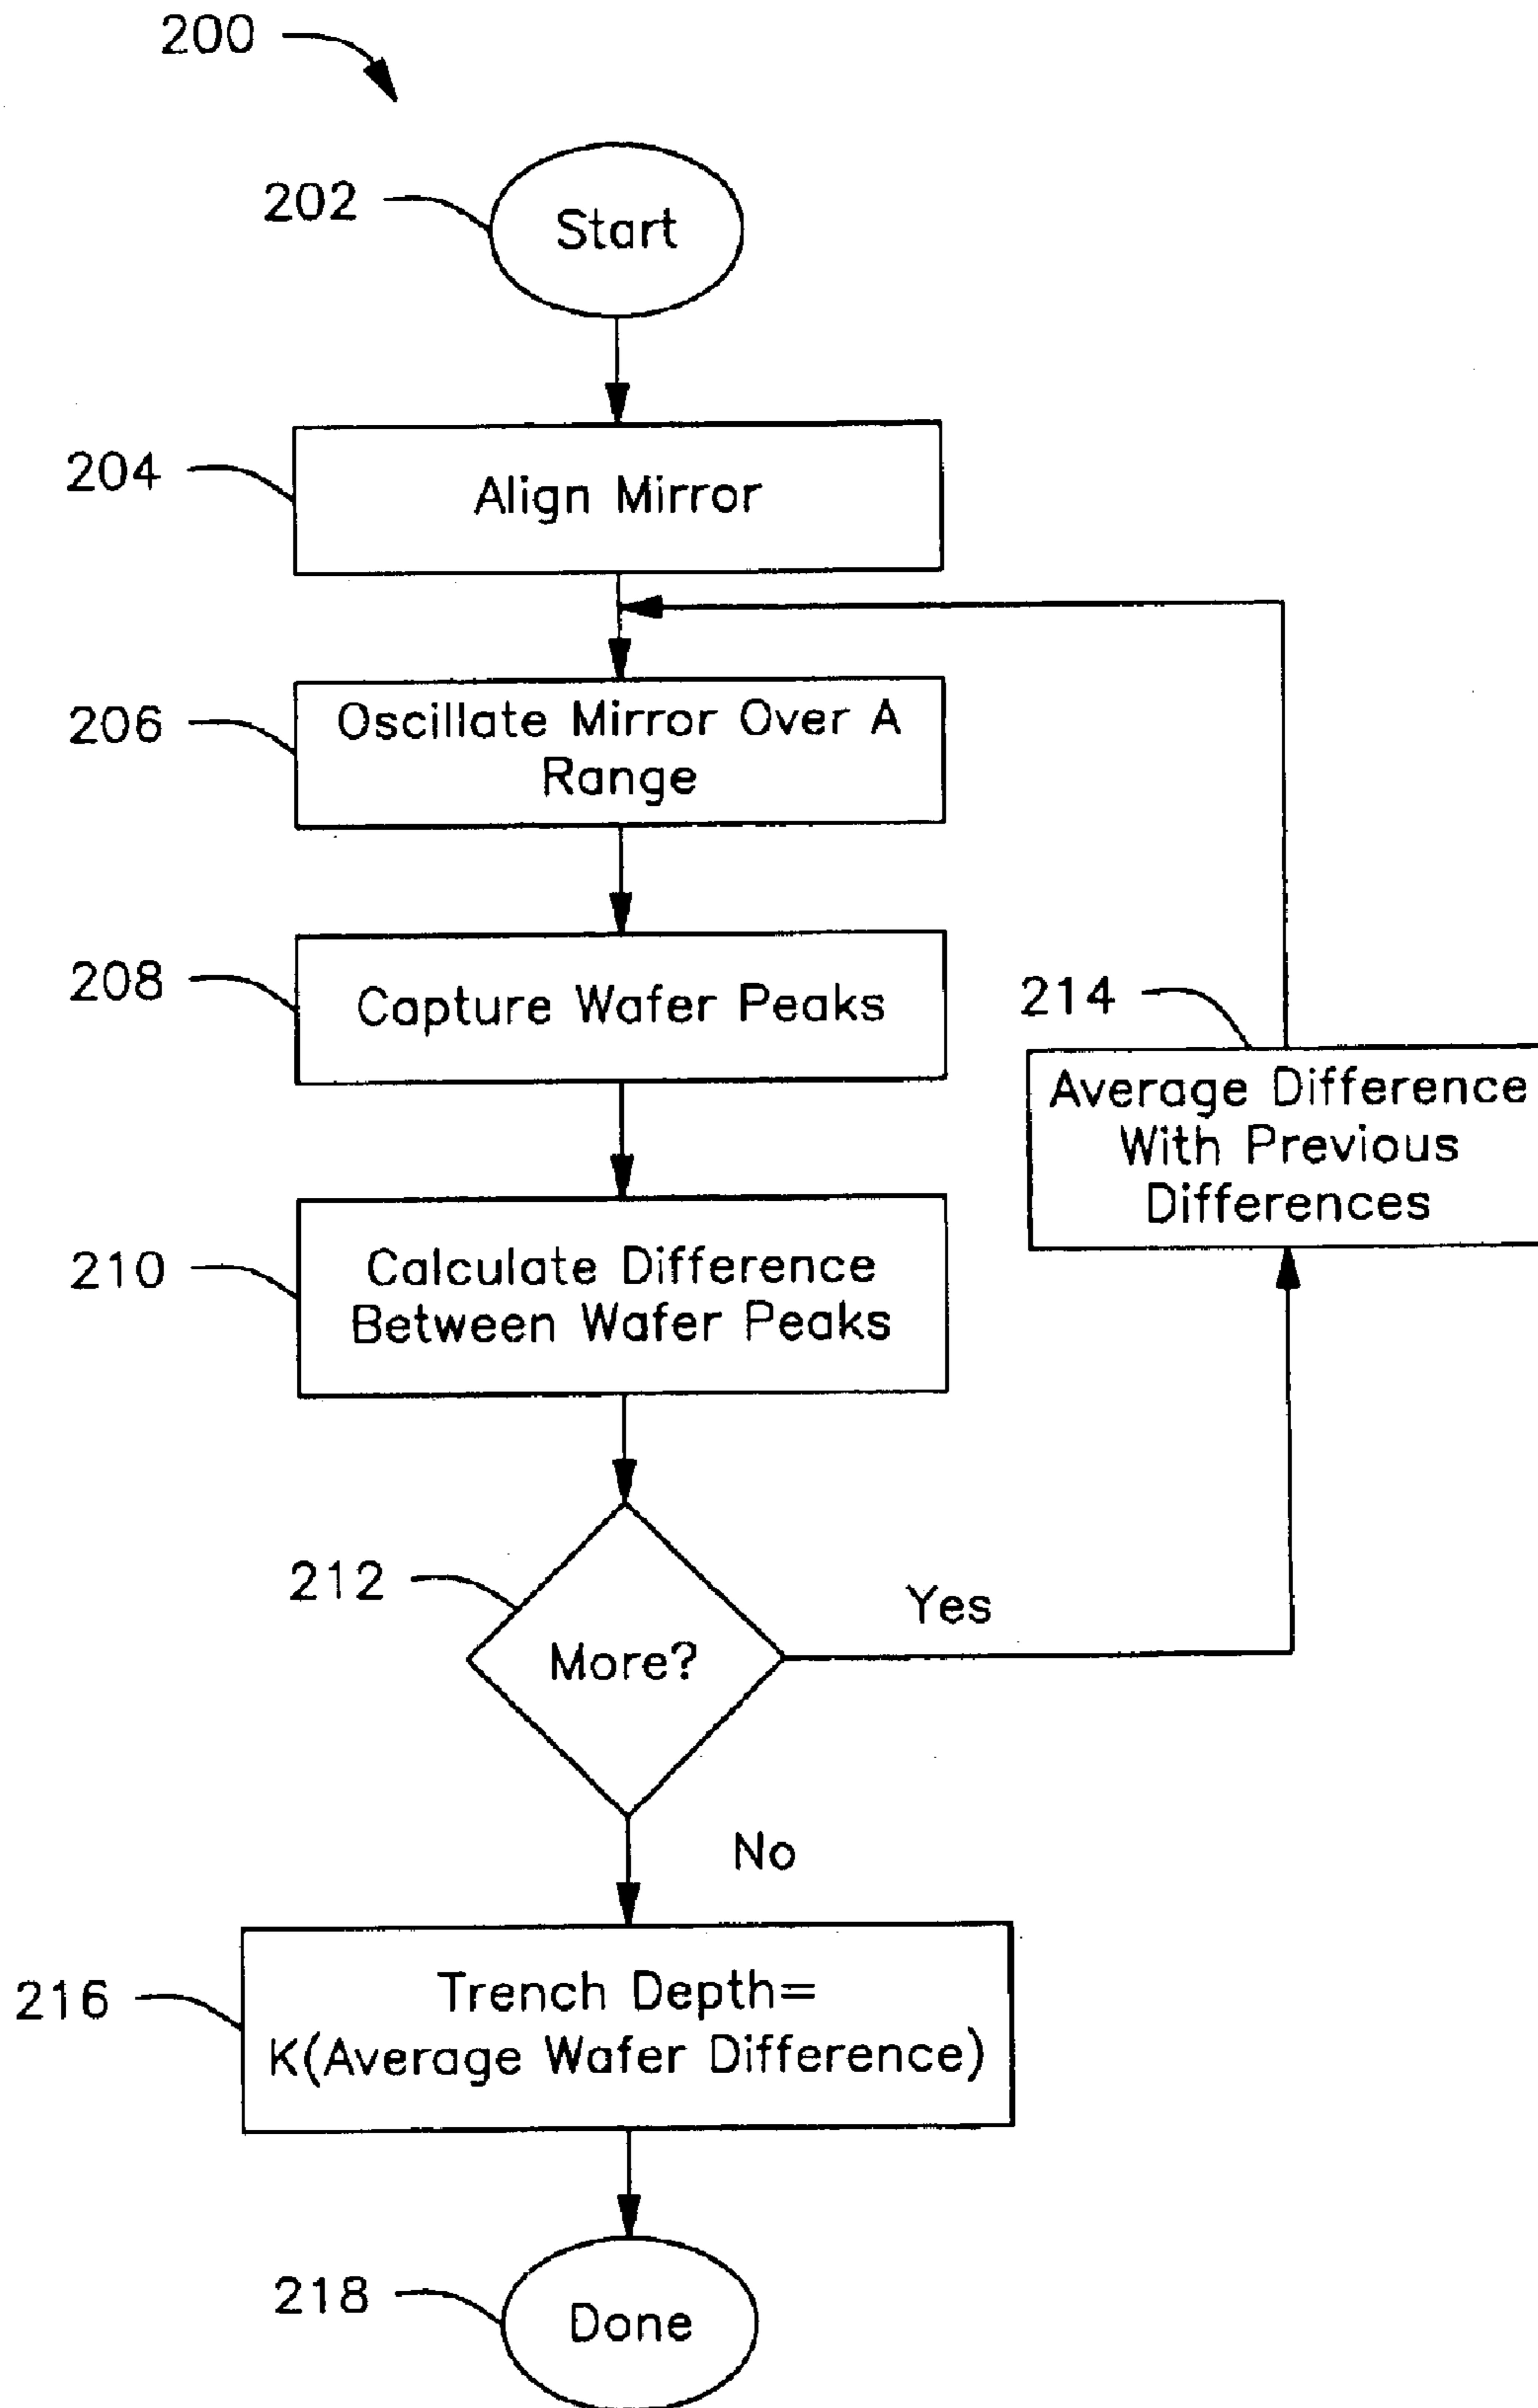 200
202
Start
204
Align Mirror
206
Oscillate Mirror Over A
Range
208
Capture Wafer Peaks
214
Average Difference
With Previous
Differences
210
Calculate Difference
Between Wafer Peaks
212
More?
Yes
No
216
Trench Depth=
K(Average Wafer Difference)
218
Done